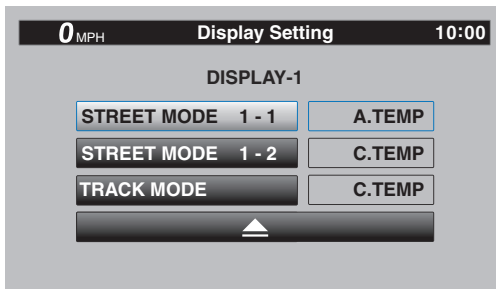 0 MPH Display Setting 10:00
DISPLAY-1
STREET MODE 1 - 1 A.TEMP
STREET MODE 1 - 2 C.TEMP
TRACK MODE C.TEMP